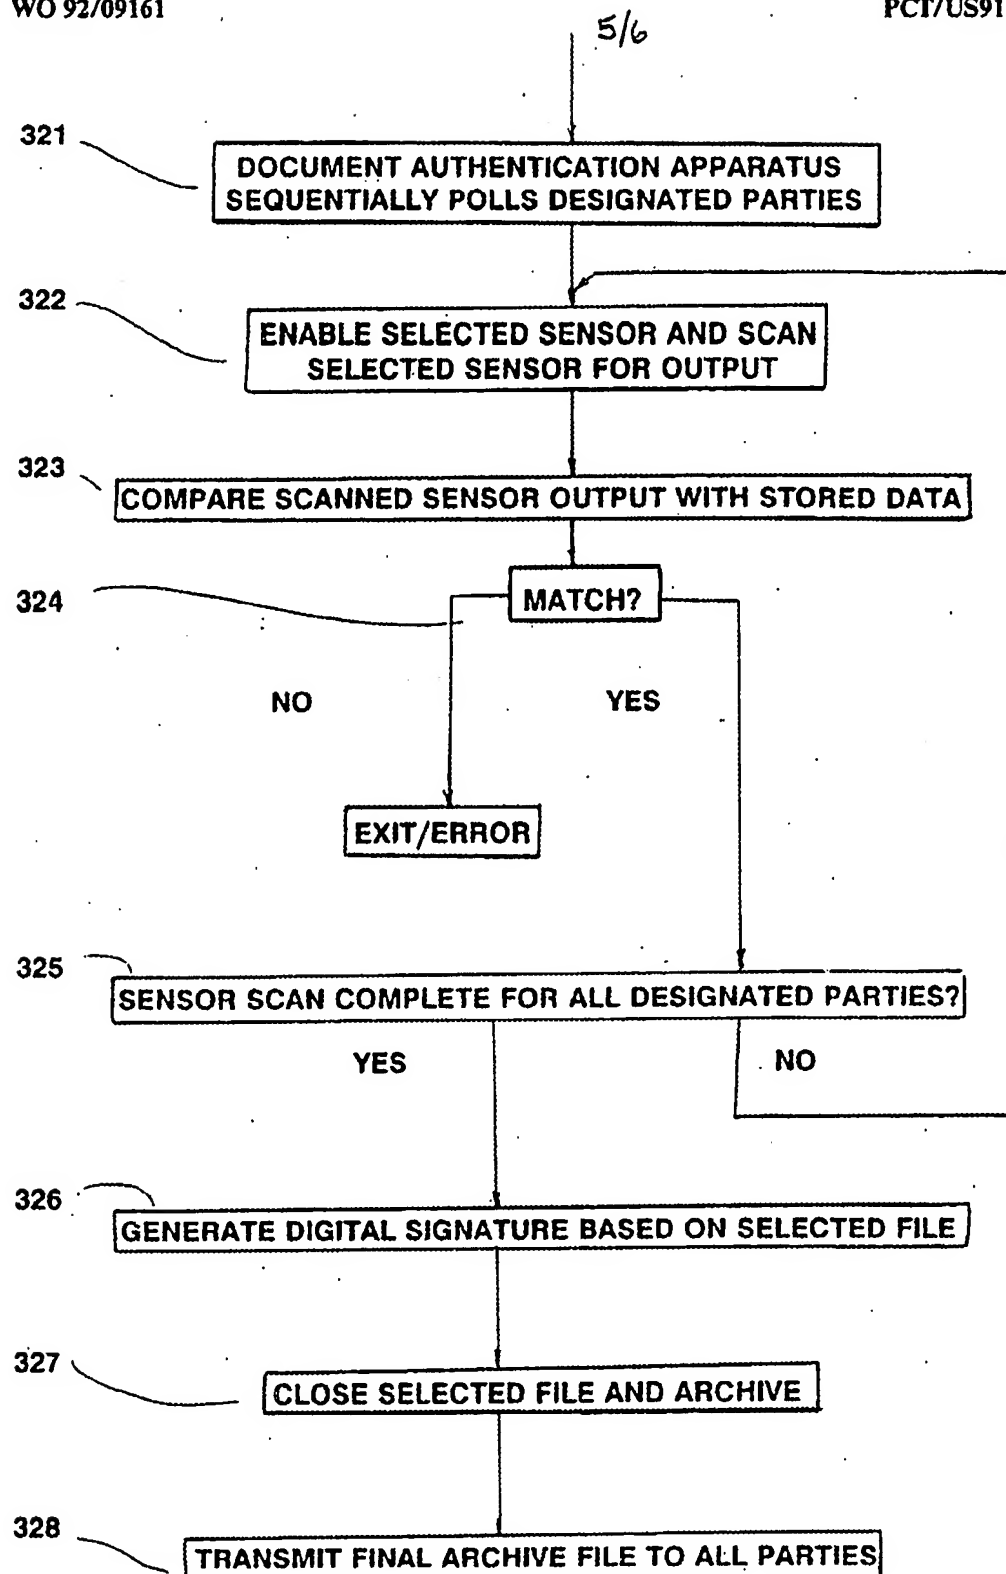 WO 92/09161
PCT/US91
5/6
321
DOCUMENT AUTHENTICATION APPARATUS
SEQUENTIALLY POLLS DESIGNATED PARTIES
322
ENABLE SELECTED SENSOR AND SCAN
SELECTED SENSOR FOR OUTPUT
323
COMPARE SCANNED SENSOR OUTPUT WITH STORED DATA
324
MATCH?
NO
YES
EXIT/ERROR
325
SENSOR SCAN COMPLETE FOR ALL DESIGNATED PARTIES?
YES
NO
326
GENERATE DIGITAL SIGNATURE BASED ON SELECTED FILE
327
CLOSE SELECTED FILE AND ARCHIVE
328
TRANSMIT FINAL ARCHIVE FILE TO ALL PARTIES